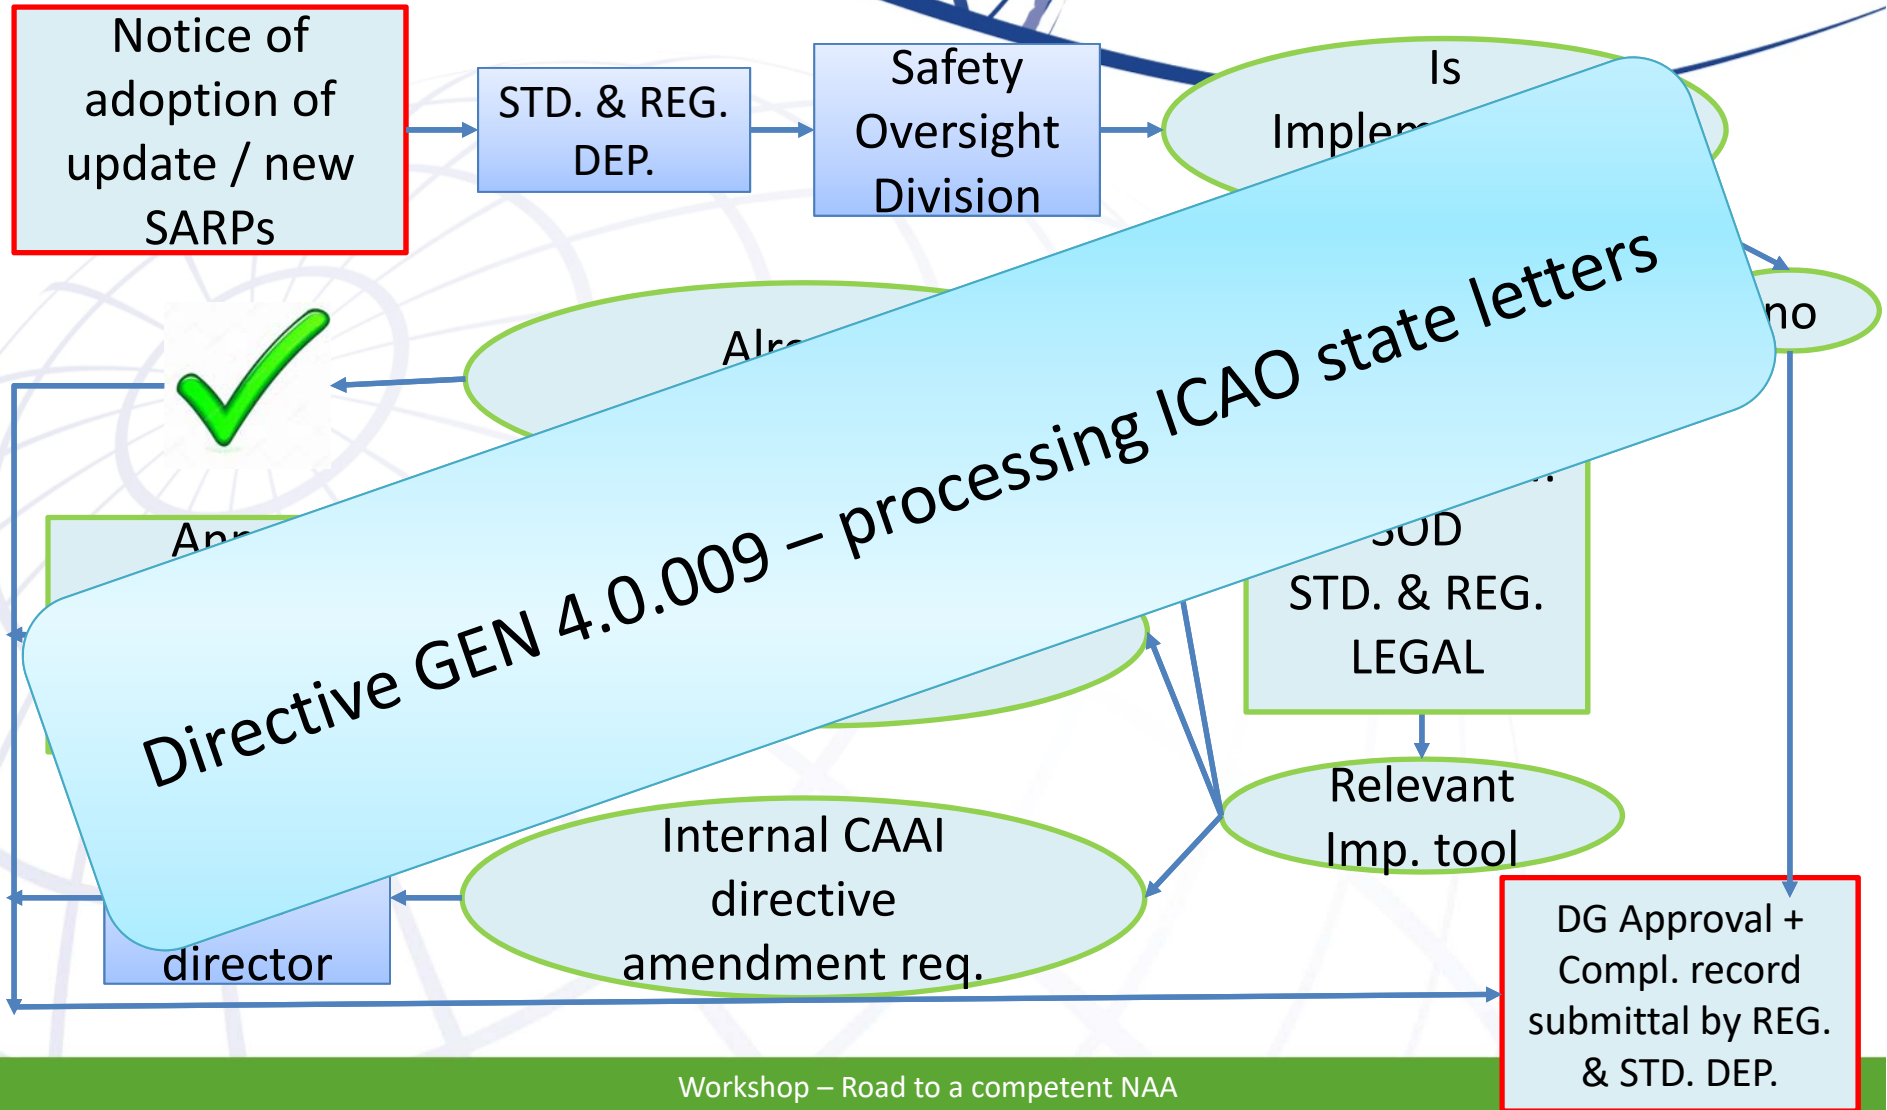 Notice of
adoption of
update / new
SARPs
STD. & REG.
DEP.
Safety
Oversight
Division
Is
no
Directive GEN 4.0.009 – processing ICAO state letters
SOD
STD. & REG.
LEGAL
Relevant
Imp. tool
Internal CAAI
directive
amendment req.
director
DG Approval +
Compl. record
submittal by REG.
& STD. DEP.
Workshop – Road to a competent NAA